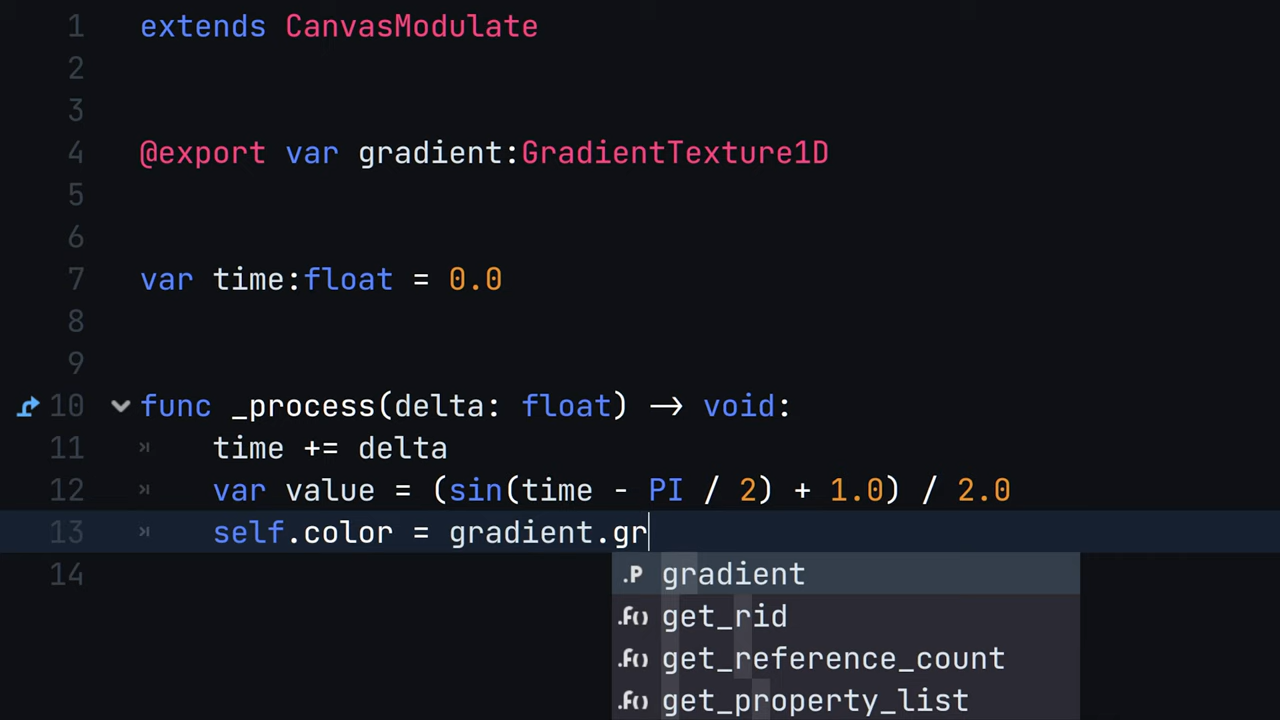 1 extends CanvasModulate
2
3
4 @export var gradient:GradientTexture1D
5
6
7 var time:float = 0.0
8
9
10 func _process(delta: float) -> void:
11 time += delta
12 var value = (sin(time - PI / 2) + 1.0) / 2.0
13 self.color = gradient.gr
.P gradient
14
.F() get_rid
.F() get_reference_count
.F() get_property_list